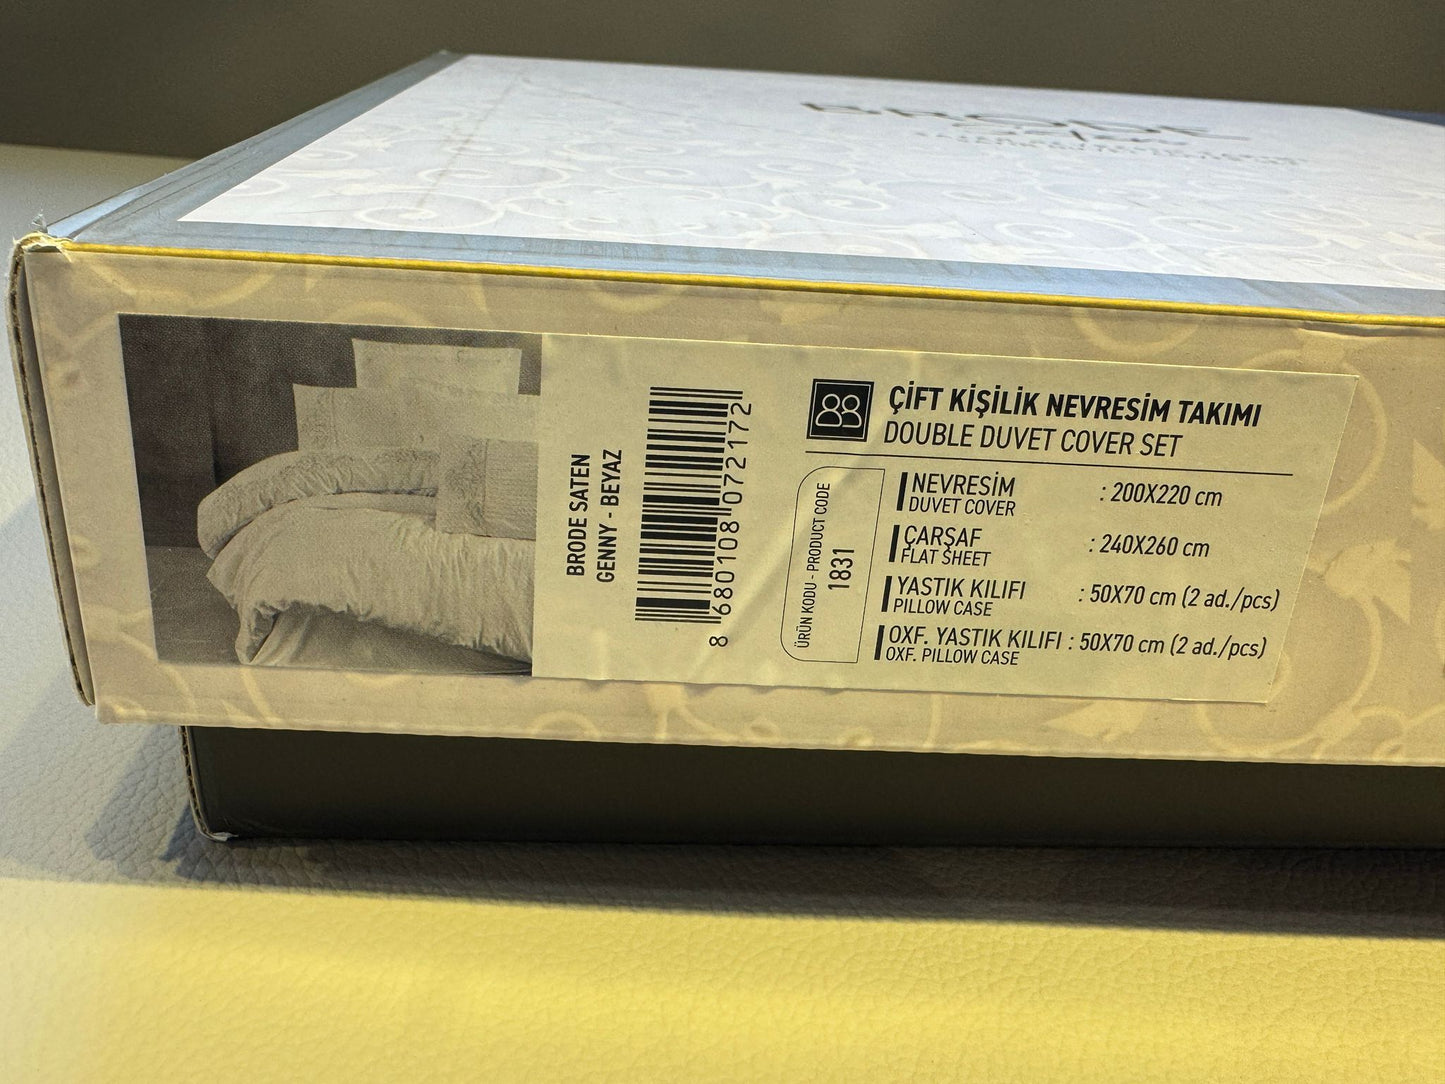 BRODE
BRODE SATEN
GENNY - BEYAZ
8 680108 072172
ÜRÜN KODU - PRODUCT CODE
1831
ÇİFT KİŞİLİK NEVRESİM TAKIMI
DOUBLE DUVET COVER SET
NEVRESİM : 200X220 cm
DUVET COVER
ÇARŞAF : 240X260 cm
FLAT SHEET
YASTIK KILIFI : 50X70 cm (2 ad./pcs)
PILLOW CASE
OXF. YASTIK KILIFI : 50X70 cm (2 ad./pcs)
OXF. PILLOW CASE